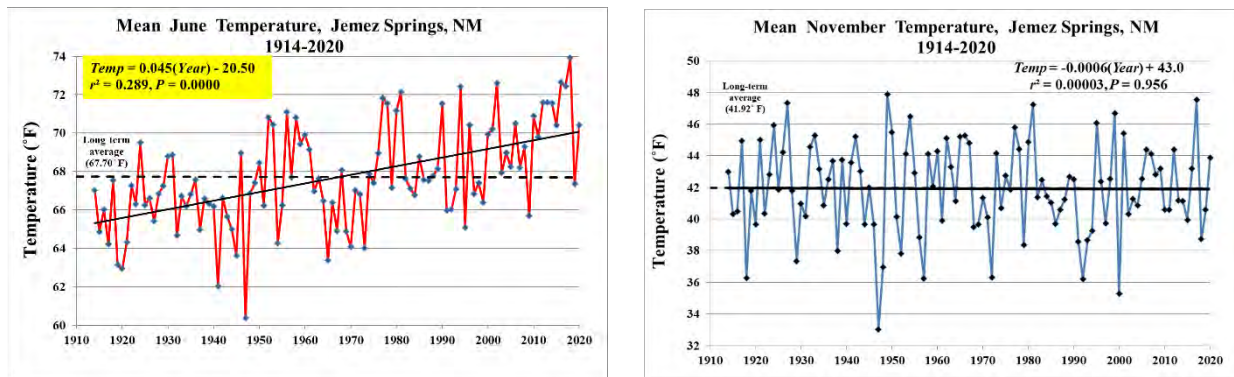 Mean June Temperature, Jemez Springs, NM
1914-2020
Temp = 0.045(Year) - 20.50
r² = 0.289, P = 0.0000
Long-term
average
(67.70˚ F)
Temperature (°F)
74
72
70
68
66
64
62
60
1910 1920 1930 1940 1950 1960 1970 1980 1990 2000 2010 2020
Mean November Temperature, Jemez Springs, NM
1914-2020
Temp = -0.0006(Year) + 43.0
r² = 0.00003, P = 0.956
Long-term
average
(41.92˚ F)
Temperature (°F)
50
48
46
44
42
40
38
36
34
32
1910 1920 1930 1940 1950 1960 1970 1980 1990 2000 2010 2020